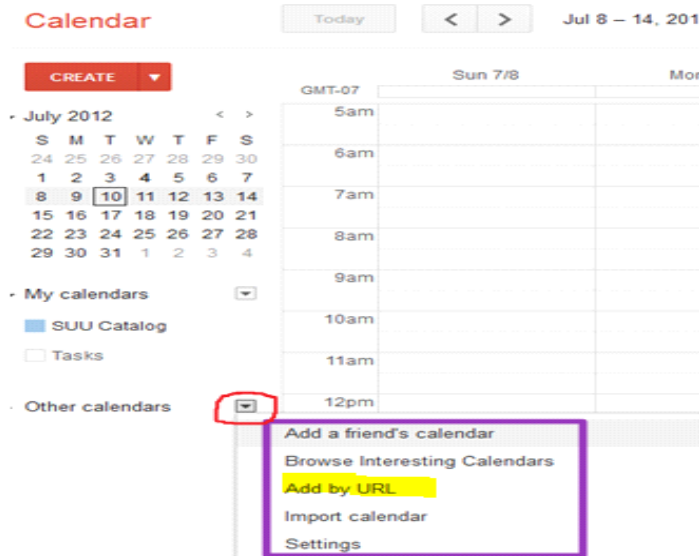 Calendar
Today < > Jul 8 – 14, 201
CREATE
Sun 7/8 Mon
GMT-07
July 2012 < >
S M T W T F S
24 25 26 27 28 29 30
1 2 3 4 5 6 7
8 9 10 11 12 13 14
15 16 17 18 19 20 21
22 23 24 25 26 27 28
29 30 31 1 2 3 4
My calendars
SUU Catalog
Tasks
Other calendars
5am
6am
7am
8am
9am
10am
11am
12pm
Add a friend's calendar
Browse Interesting Calendars
Add by URL
Import calendar
Settings